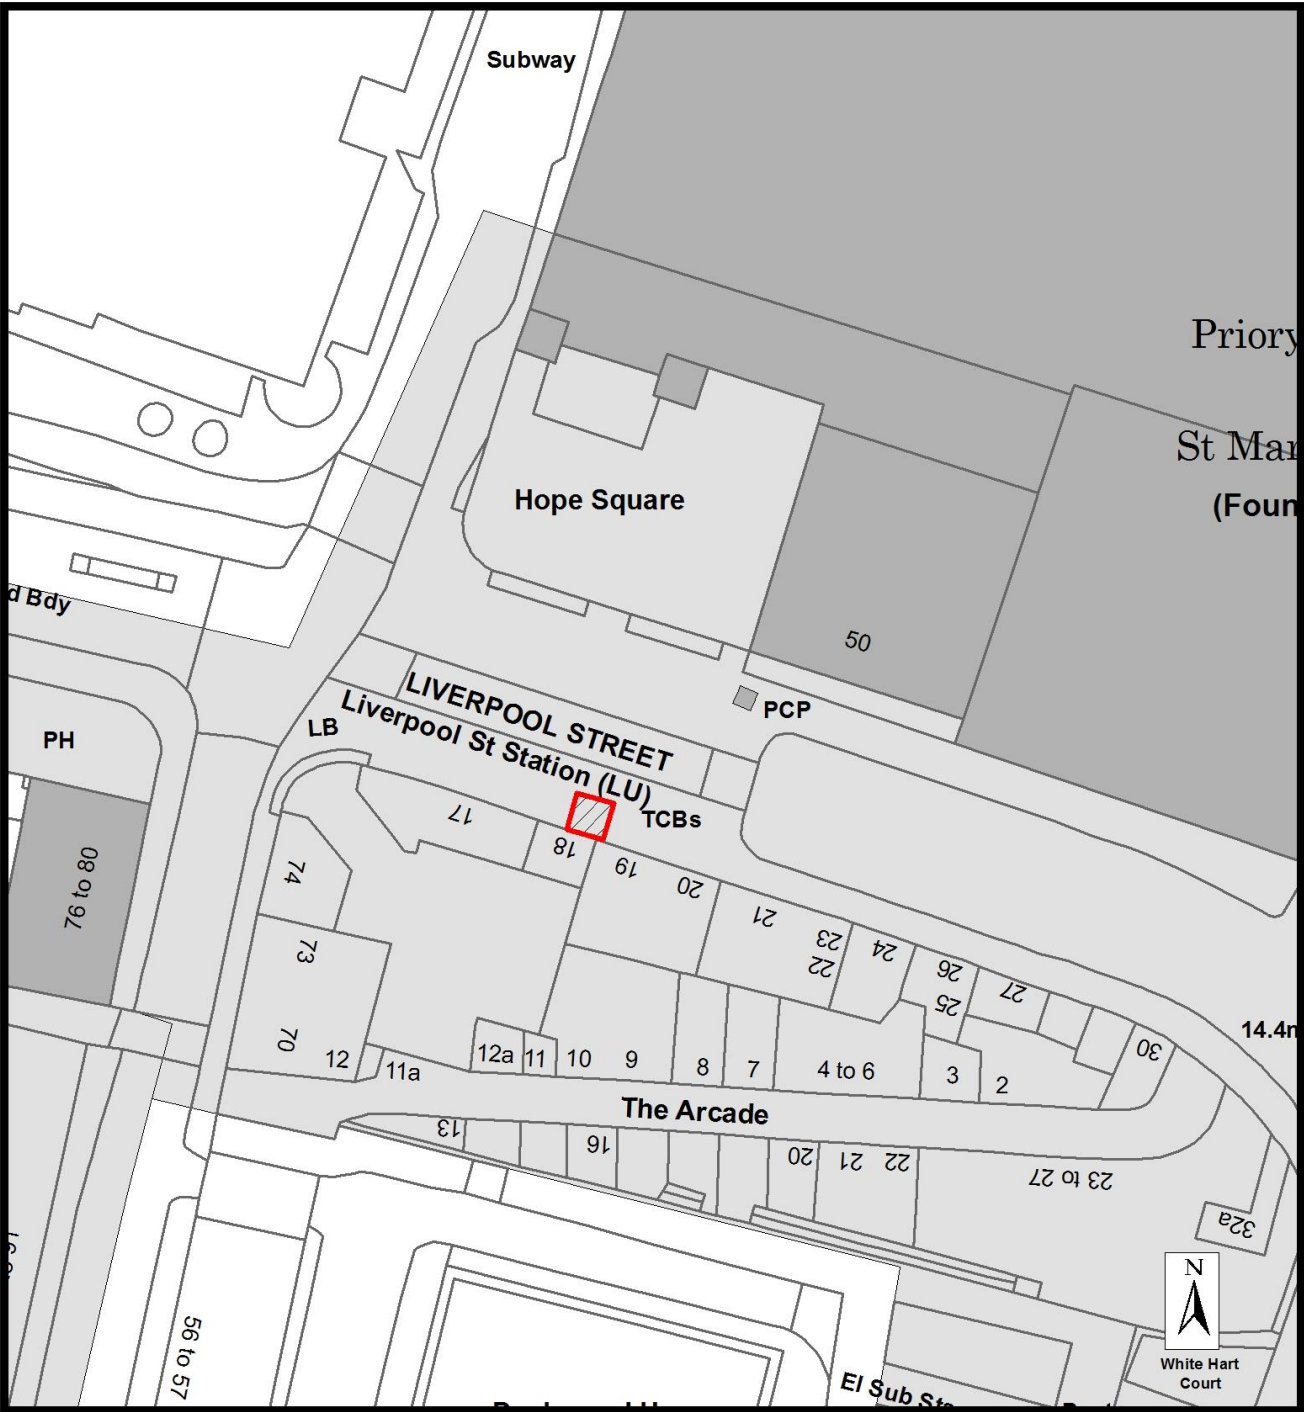 Subway
Priory
St Mar
(Foun
Hope Square
d Bdy
50
PCP
LIVERPOOL STREET
Liverpool St Station (LU)
LB
PH
TCBs
17
18
19
20
21
22
23
24
25
26
27
30
74
73
70
76 to 80
12
11a
12a
11
10
9
8
7
4 to 6
3
2
14.4m
The Arcade
13
16
20
21
22
23 to 27
32a
N
White Hart
Court
56 to 57
El Sub Sta